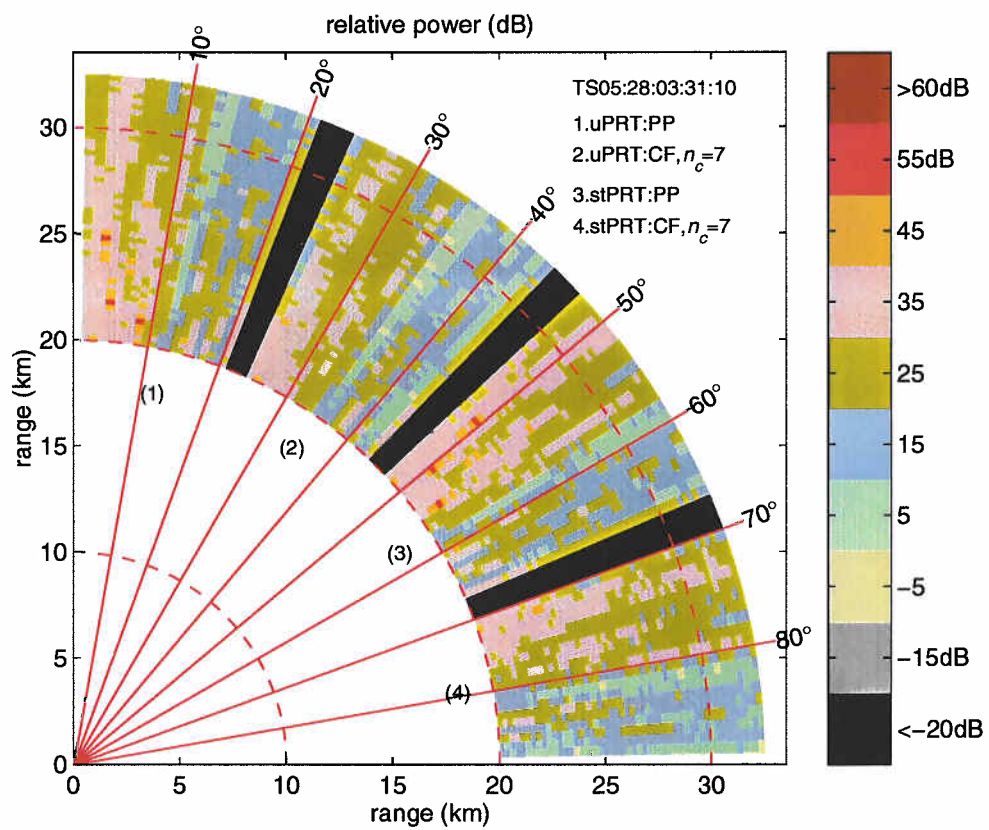 relative power (dB)
10°
20°
30°
40°
50°
60°
70°
80°
TS05:28:03:31:10
1.uPRT:PP
2.uPRT:CF, n_c=7
3.stPRT:PP
4.stPRT:CF, n_c=7
(1)
(2)
(3)
(4)
range (km)
30
25
20
15
10
5
0
0
5
10
15
20
25
30
range (km)
>60dB
55dB
45
35
25
15
5
−5
−15dB
<−20dB